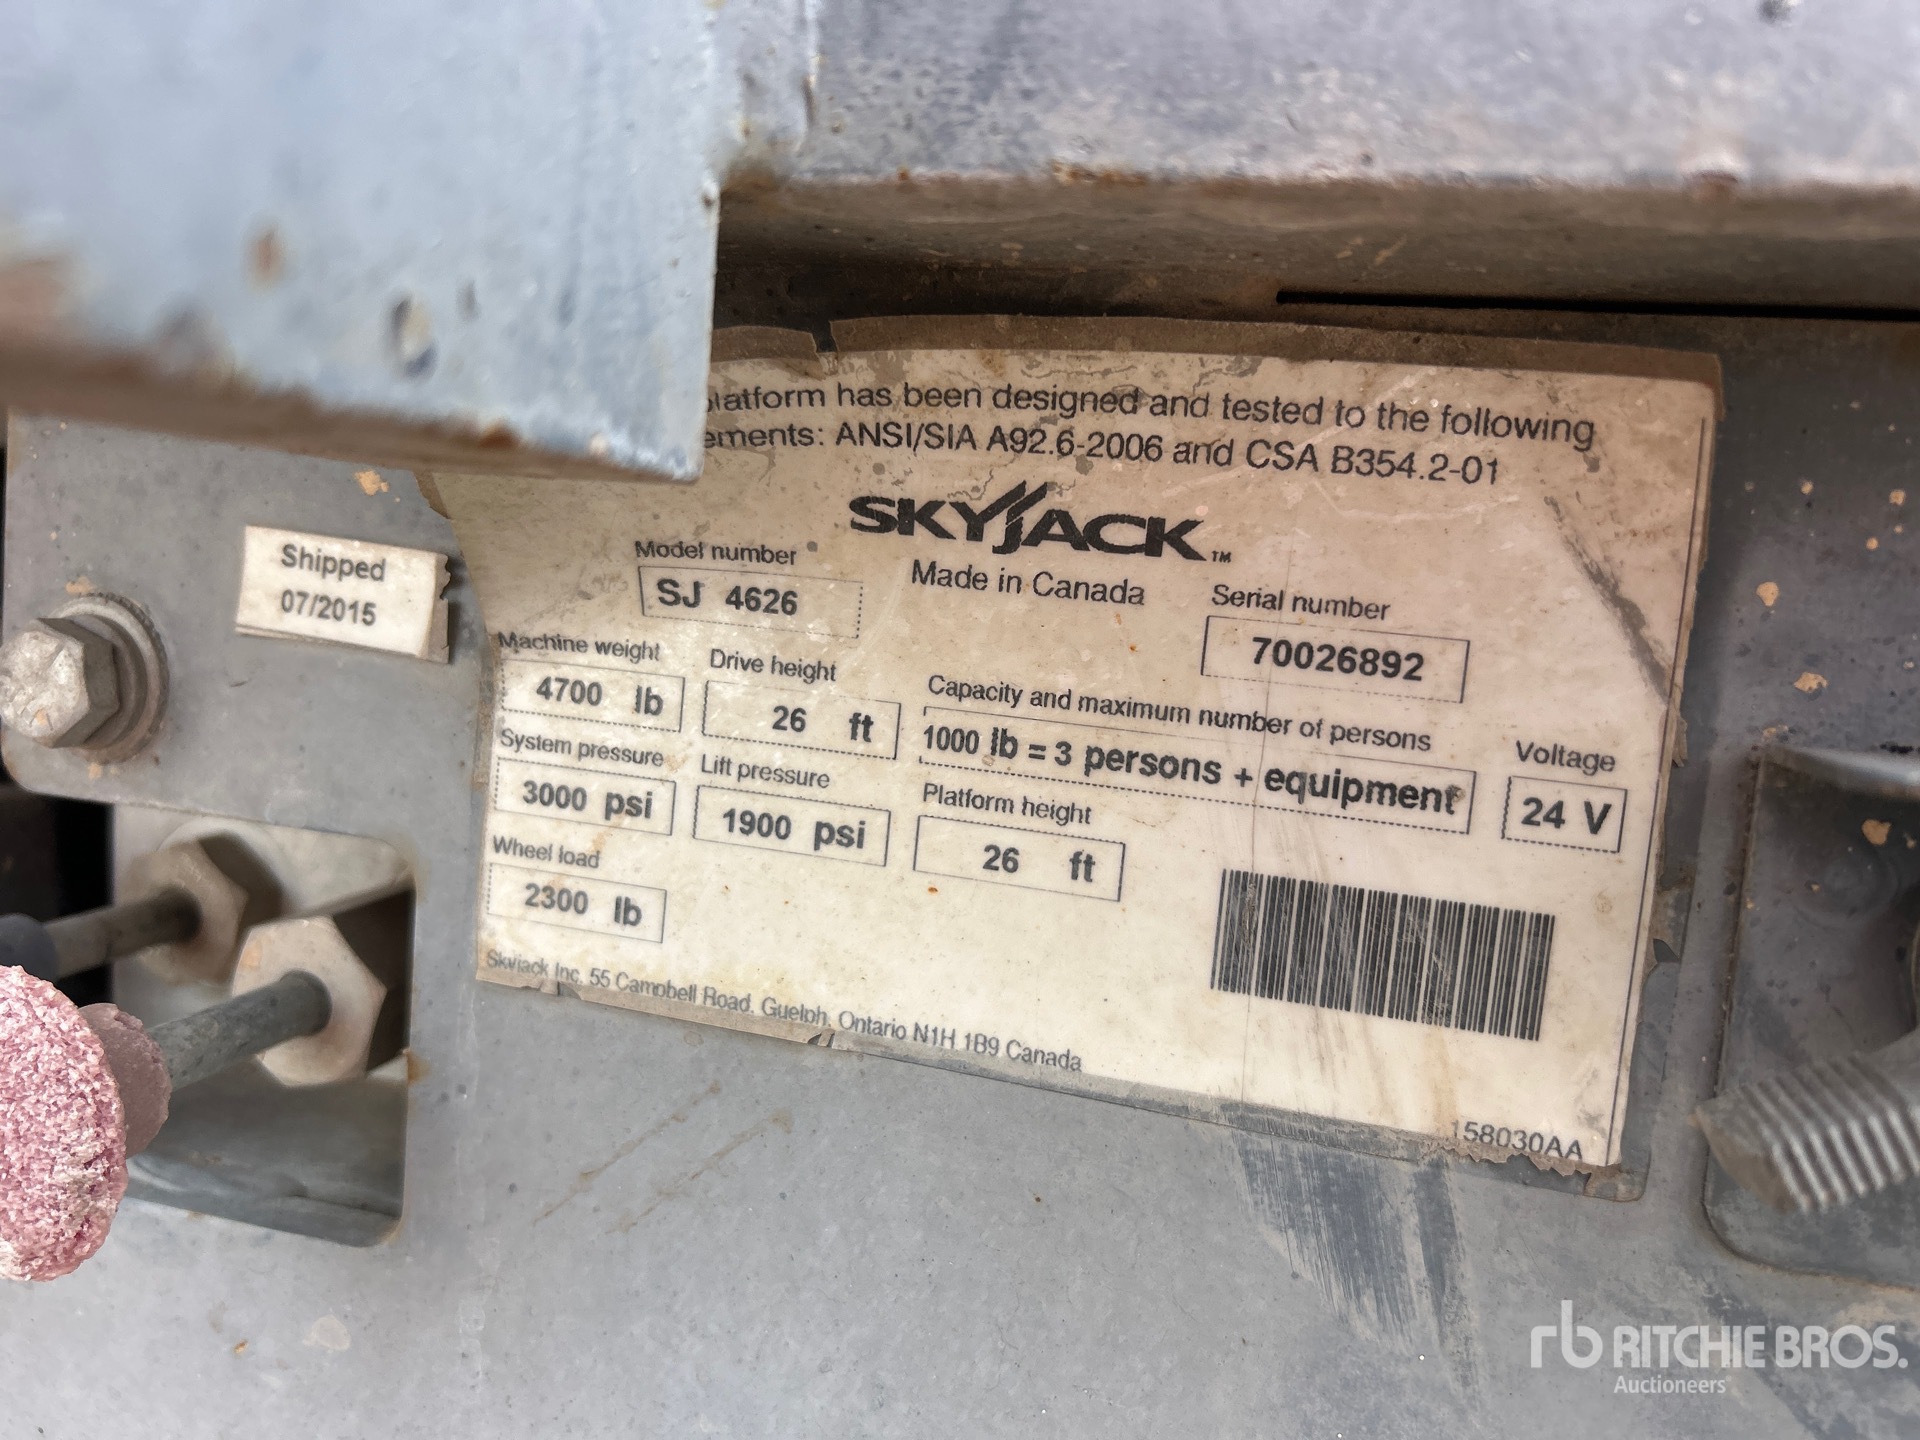 platform has been designed and tested to the following
ements: ANSI/SIA A92.6-2006 and CSA B354.2-01
SKYJACK™
Made in Canada
Shipped
07/2015
Model number
SJ 4626
Serial number
70026892
Machine weight
4700 lb
Drive height
26 ft
Capacity and maximum number of persons
1000 lb = 3 persons + equipment
Voltage
24 V
System pressure
3000 psi
Lift pressure
1900 psi
Platform height
26 ft
Wheel load
2300 lb
Skyjack Inc. 55 Campbell Road, Guelph, Ontario N1H 1B9 Canada
158030AA
rb RITCHIE BROS.
Auctioneers